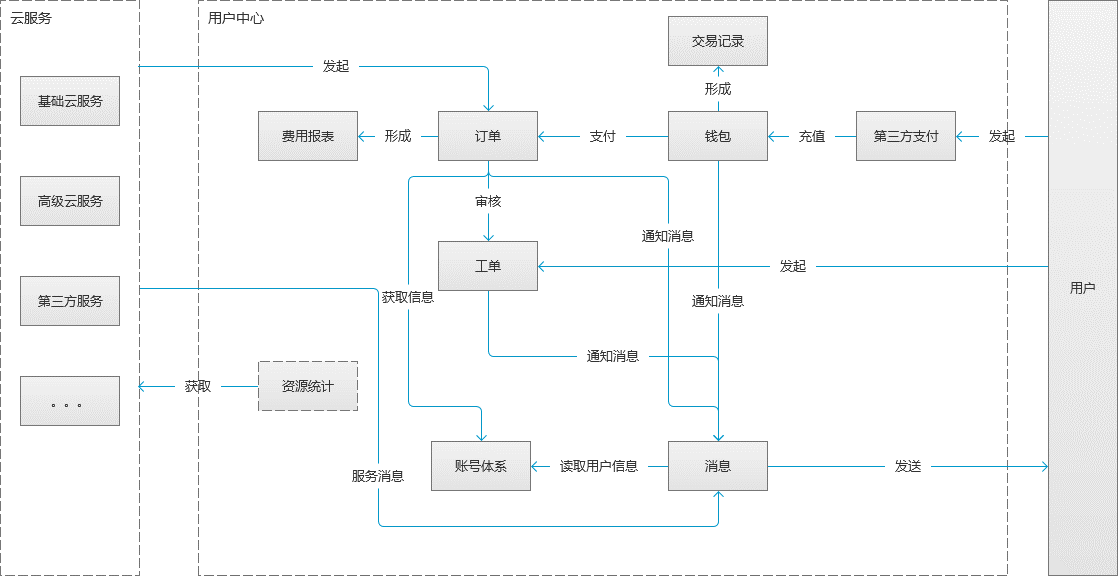 云服务
用户中心
交易记录
发起
形成
基础云服务
费用报表
形成
订单
支付
钱包
充值
第三方支付
发起
高级云服务
审核
通知消息
工单
发起
用户
第三方服务
获取信息
通知消息
通知消息
获取
资源统计
。。。
账号体系
读取用户信息
消息
发送
服务消息